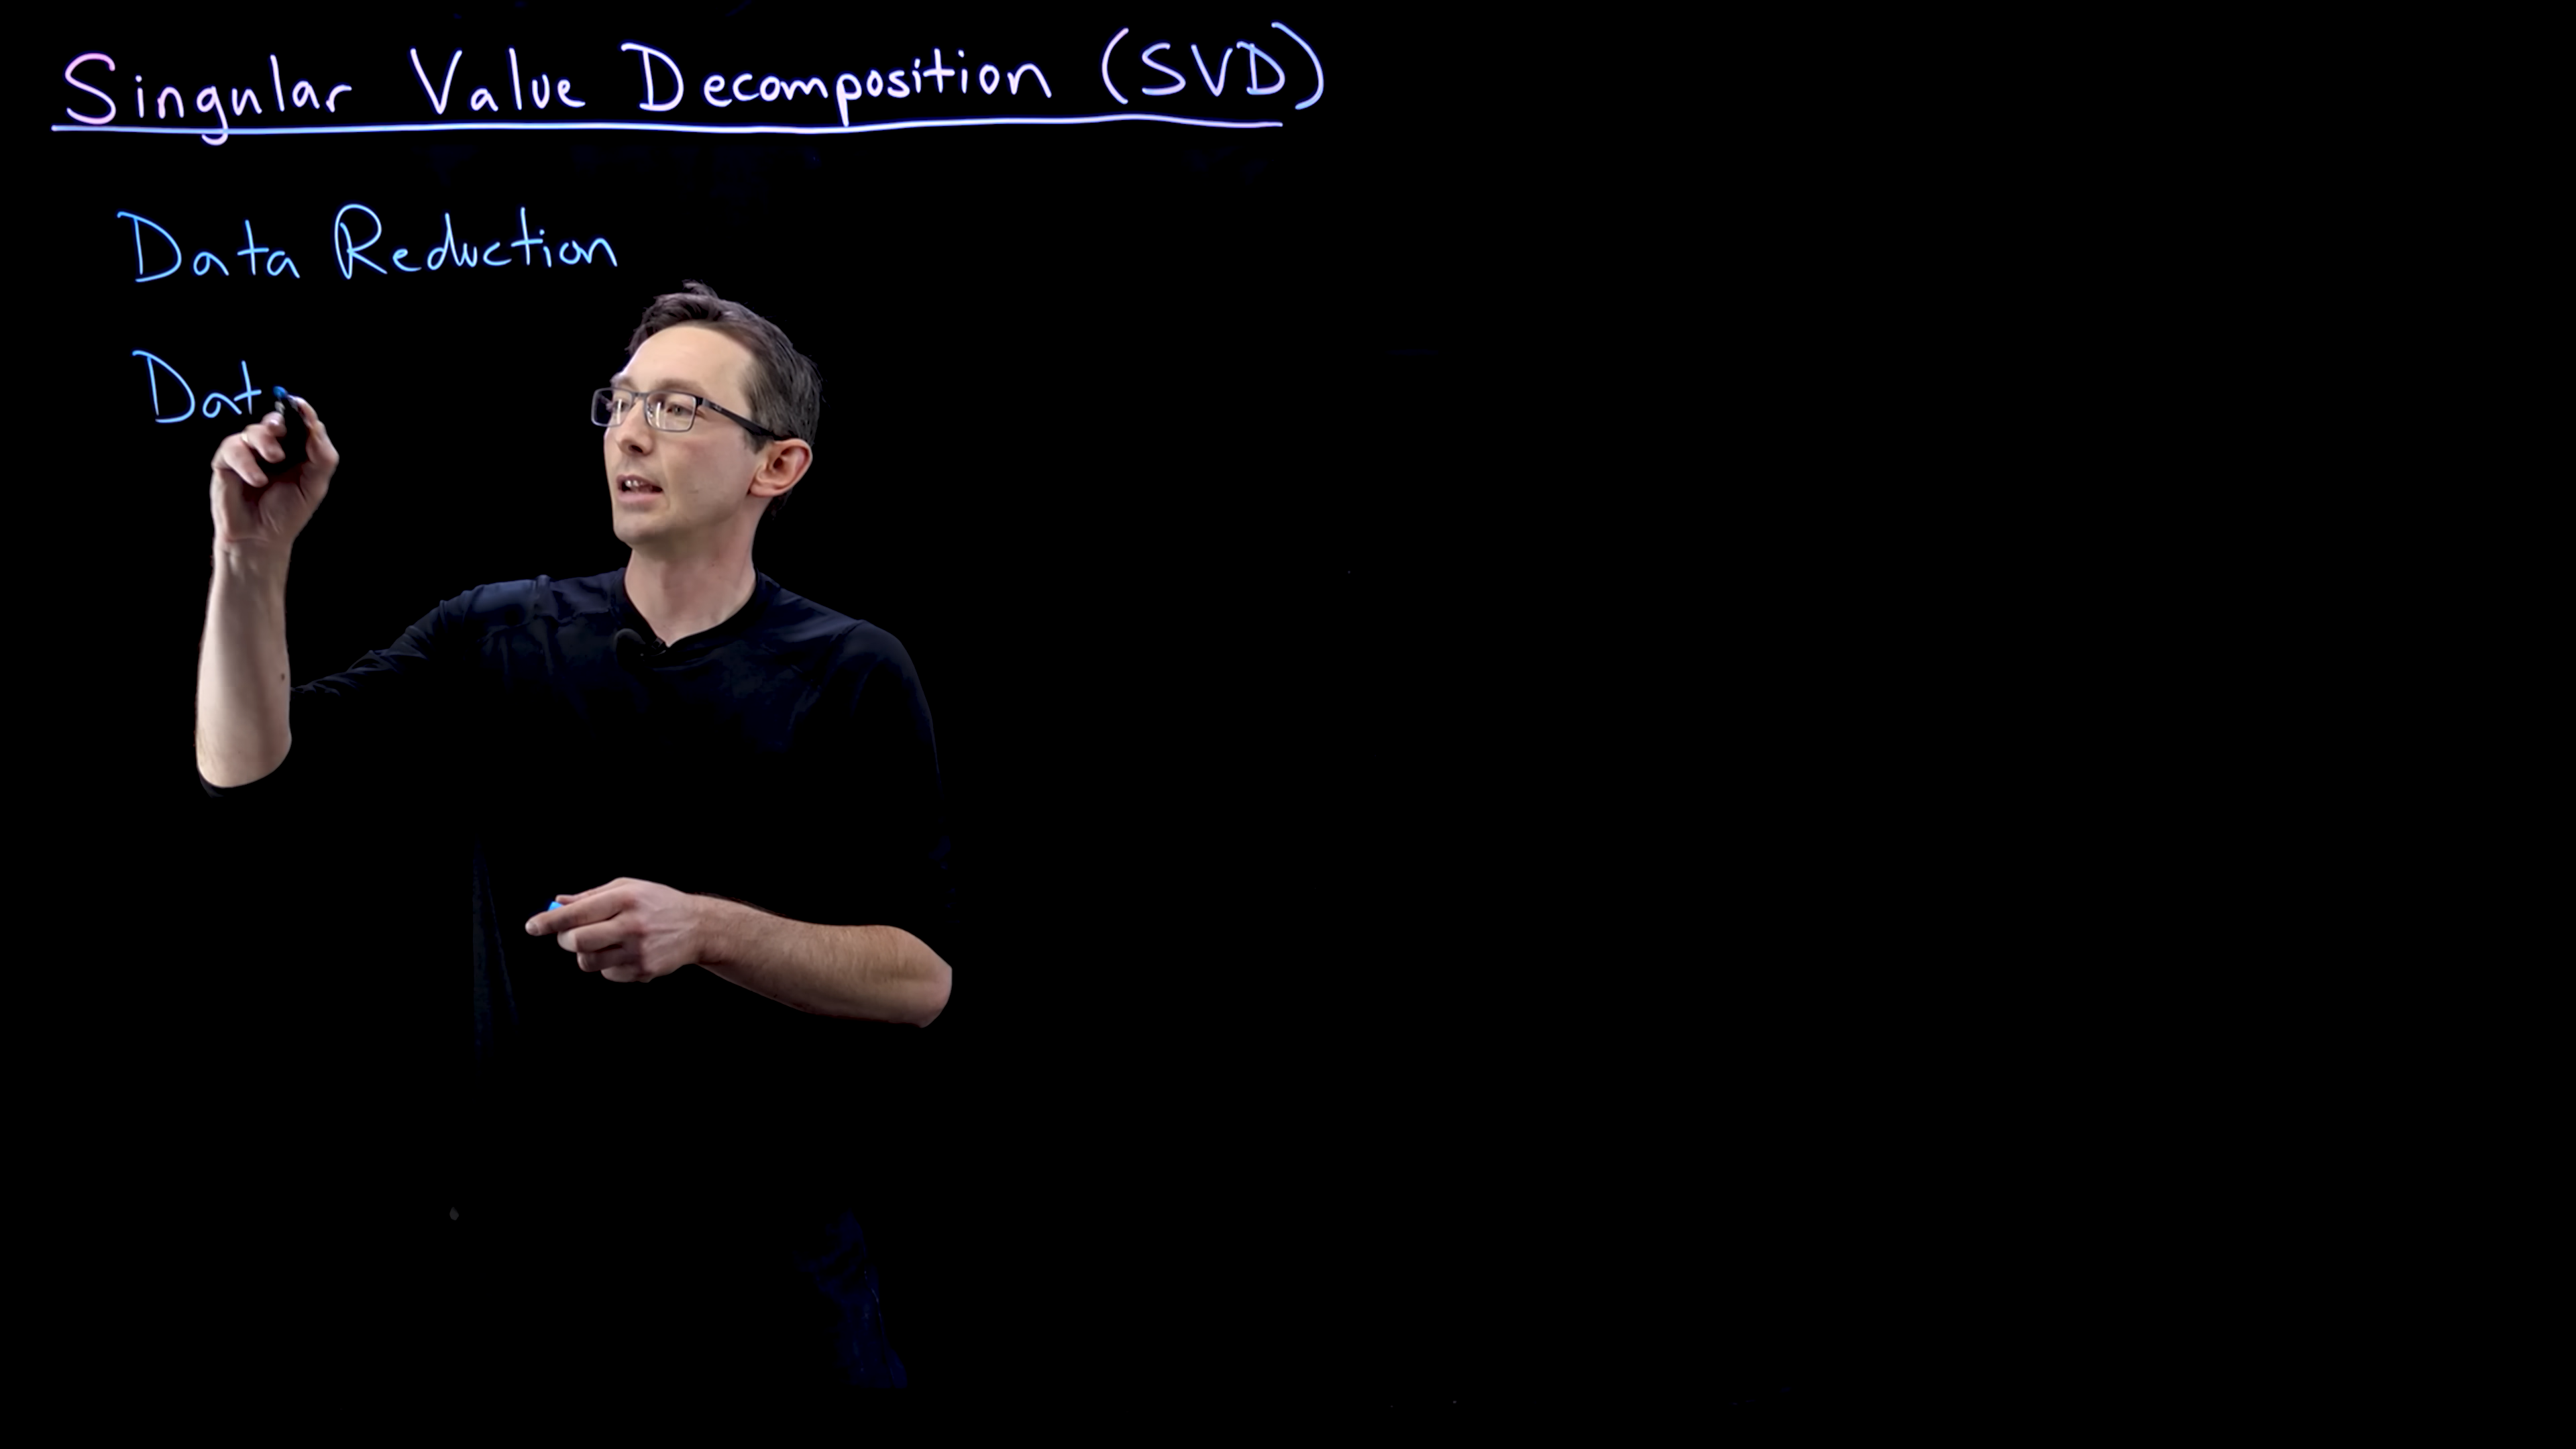 Singular Value Decomposition (SVD)
Data Reduction
Dat